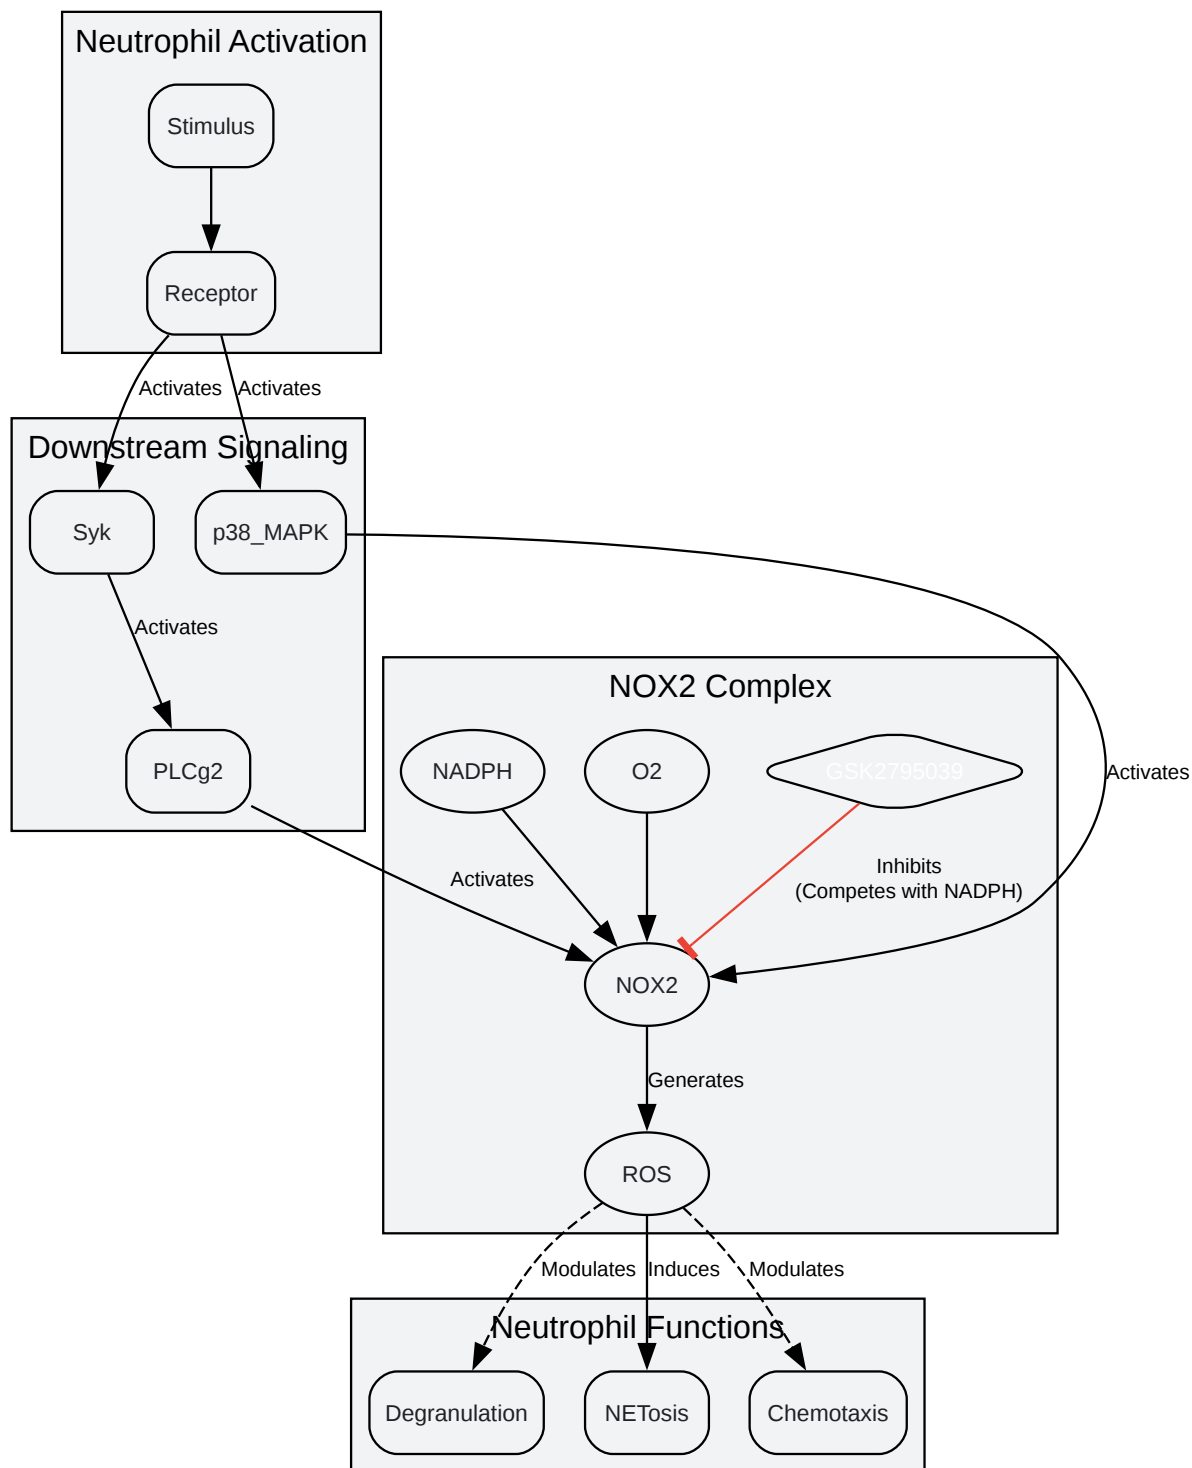 Neutrophil Activation
Stimulus
Receptor
Activates
Activates
Downstream Signaling
Syk
p38_MAPK
Activates
NOX2 Complex
PLCg2
NADPH
O2
GSK2795039
Activates
Activates
Inhibits
(Competes with NADPH)
NOX2
Generates
ROS
Modulates
Induces
Modulates
Neutrophil Functions
Degranulation
NETosis
Chemotaxis